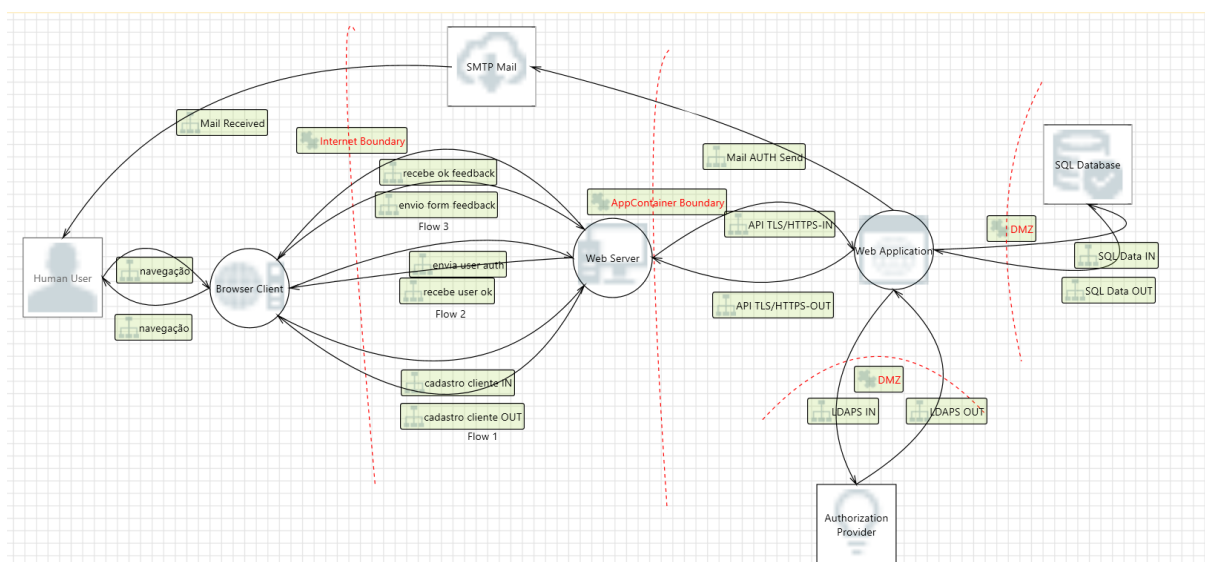 SMTP Mail
Mail Received
Internet Boundary
Mail AUTH Send
SQL Database
recebe ok feedback
AppContainer Boundary
envio form feedback
API TLS/HTTPS-IN
Flow 3
DMZ
Human User
navegação
Browser Client
envia user auth
Web Server
Web Application
SQL Data IN
recebe user ok
SQL Data OUT
Flow 2
API TLS/HTTPS-OUT
navegação
cadastro cliente IN
DMZ
cadastro cliente OUT
LDAPS IN
LDAPS OUT
Flow 1
Authorization
Provider